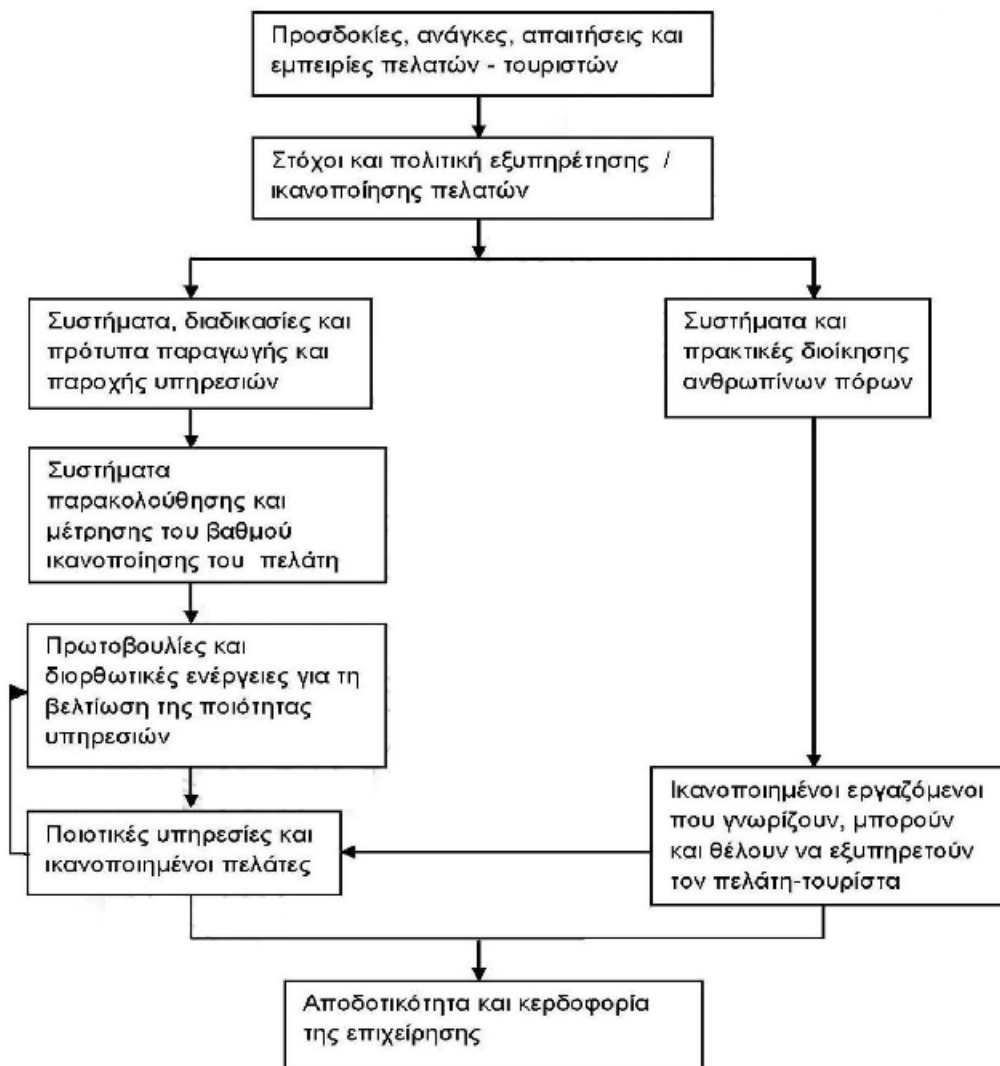 Προσδοκίες, ανάγκες, απαιτήσεις και
εμπειρίες πελατών - τουριστών
Στόχοι και πολιτική εξυπηρέτησης /
ικανοποίησης πελατών
Συστήματα, διαδικασίες και
πρότυπα παραγωγής και
παροχής υπηρεσιών
Συστήματα και
πρακτικές διοίκησης
ανθρωπίνων πόρων
Συστήματα
παρακολούθησης και
μέτρησης του βαθμού
ικανοποίησης του πελάτη
Πρωτοβουλίες και
διορθωτικές ενέργειες για τη
βελτίωση της ποιότητας
υπηρεσιών
Ποιοτικές υπηρεσίες και
ικανοποιημένοι πελάτες
Ικανοποιημένοι εργαζόμενοι
που γνωρίζουν, μπορούν
και θέλουν να εξυπηρετούν
τον πελάτη-τουρίστα
Αποδοτικότητα και κερδοφορία
της επιχείρησης